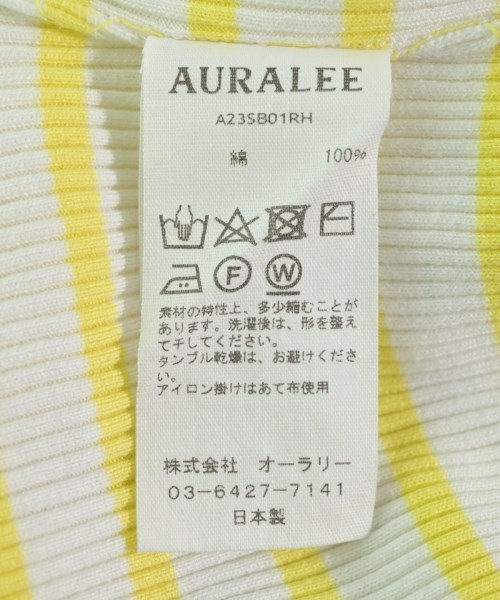 AURALEE
A23SB01RH
綿 100%
F W
素材の特性上、多少縮むことが
あります。洗濯後は、形を整え
て干してください。
タンブル乾燥は、お避けくださ
い。
アイロン掛けはあて布使用
株式会社 オーラリー
03-6427-7141
日本製